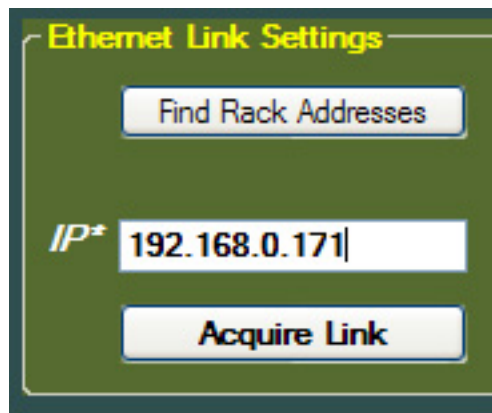 Ethernet Link Settings
Find Rack Addresses
IP* 192.168.0.171
Acquire Link